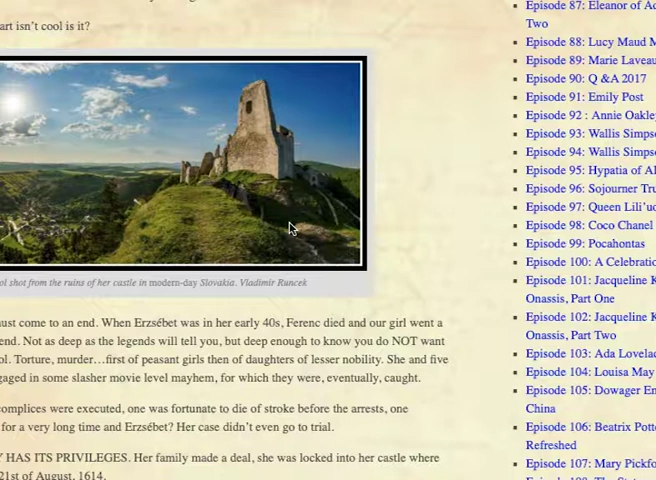 art isn't cool is it?
ol shot from the ruins of her castle in modern-day Slovakia. Vladimir Runcek
ust come to an end. When Erzsébet was in her early 40s, Ferenc died and our girl went a
end. Not as deep as the legends will tell you, but deep enough to know you do NOT want
ol. Torture, murder…first of peasant girls then of daughters of lesser nobility. She and five
gaged in some slasher movie level mayhem, for which they were, eventually, caught.
complices were executed, one was fortunate to die of stroke before the arrests, one
for a very long time and Erzsébet? Her case didn't even go to trial.
Y HAS ITS PRIVILEGES. Her family made a deal, she was locked into her castle where
21st of August, 1614.
Episode 87: Eleanor of A
Two
Episode 88: Lucy Maud M
Episode 89: Marie Laveau
Episode 90: Q &A 2017
Episode 91: Emily Post
Episode 92 : Annie Oakle
Episode 93: Wallis Simps
Episode 94: Wallis Simps
Episode 95: Hypatia of Al
Episode 96: Sojourner Tru
Episode 97: Queen Lili'uo
Episode 98: Coco Chanel
Episode 99: Pocahontas
Episode 100: A Celebratio
Episode 101: Jacqueline K
Onassis, Part One
Episode 102: Jacqueline K
Onassis, Part Two
Episode 103: Ada Lovelac
Episode 104: Louisa May
Episode 105: Dowager Em
China
Episode 106: Beatrix Pott
Refreshed
Episode 107: Mary Pickfo